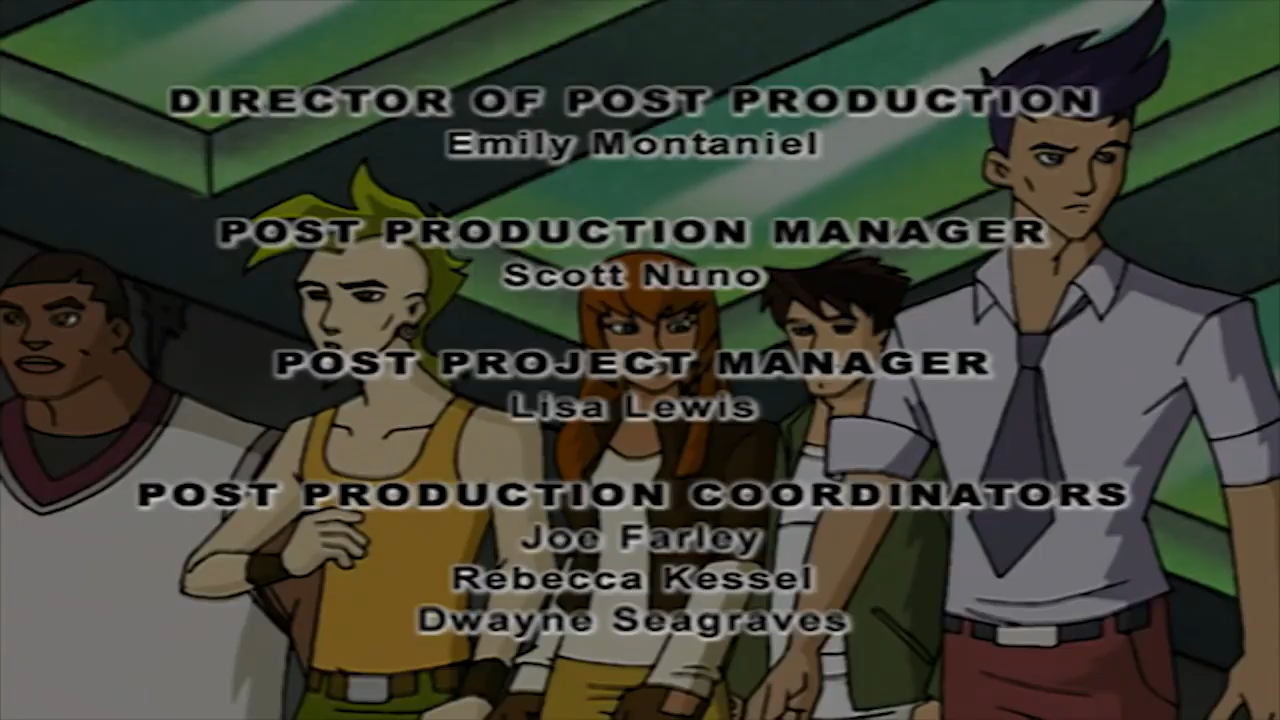 DIRECTOR OF POST PRODUCTION
Emily Montaniel
POST PRODUCTION MANAGER
Scott Nuno
POST PROJECT MANAGER
Lisa Lewis
POST PRODUCTION COORDINATORS
Joe Farley
Rebecca Kessel
Dwayne Seagraves